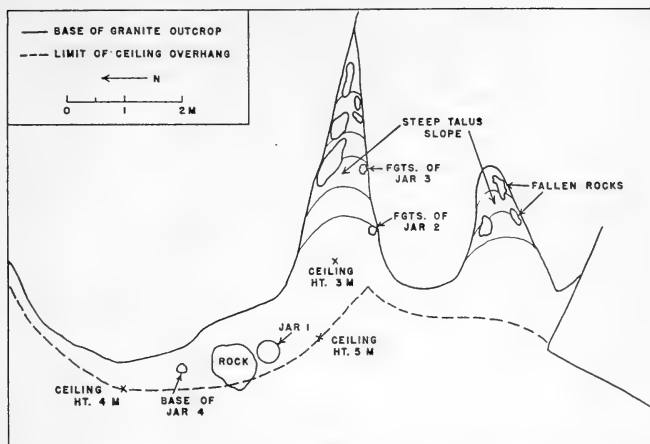 BASE OF GRANITE OUTCROP
LIMIT OF CEILING OVERHANG
N
0 1 2 M
STEEP TALUS
SLOPE
FGTS. OF
JAR 3
FALLEN ROCKS
FGTS. OF
JAR 2
CEILING
HT. 3 M
JAR 1
CEILING
HT. 5 M
ROCK
CEILING
HT. 4 M
BASE OF
JAR 4